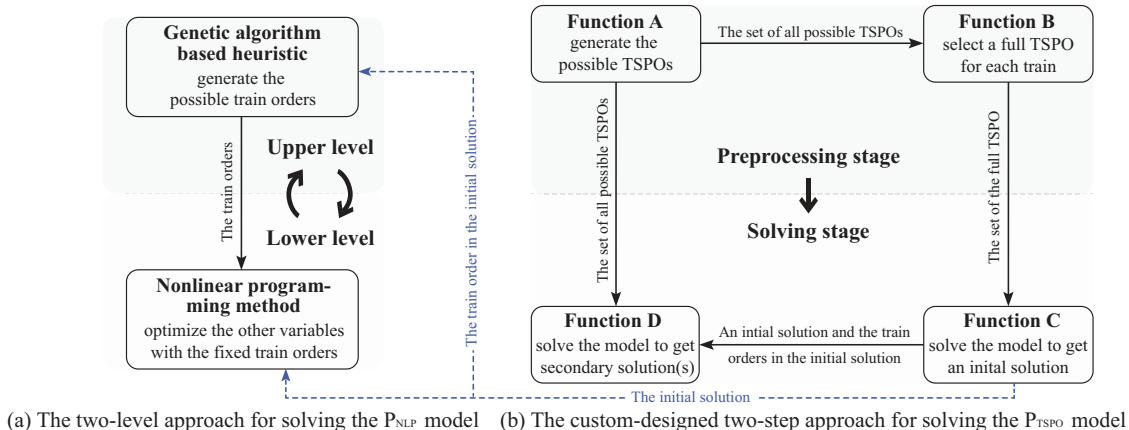 Genetic algorithm
based heuristic
generate the
possible train orders
The train orders
Upper level
Lower level
Nonlinear program-
ming method
optimize the other variables
with the fixed train orders
The train order in the initial solution
The initial solution
(a) The two-level approach for solving the PNLP model
Function A
generate the
possible TSPOs
The set of all possible TSPOs
Function B
select a full TSPO
for each train
The set of all possible TSPOs
Preprocessing stage
Solving stage
The set of the full TSPO
Function D
solve the model to get
secondary solution(s)
An intial solution and the train
orders in the initial solution
Function C
solve the model to get
an inital solution
(b) The custom-designed two-step approach for solving the PTSPO model